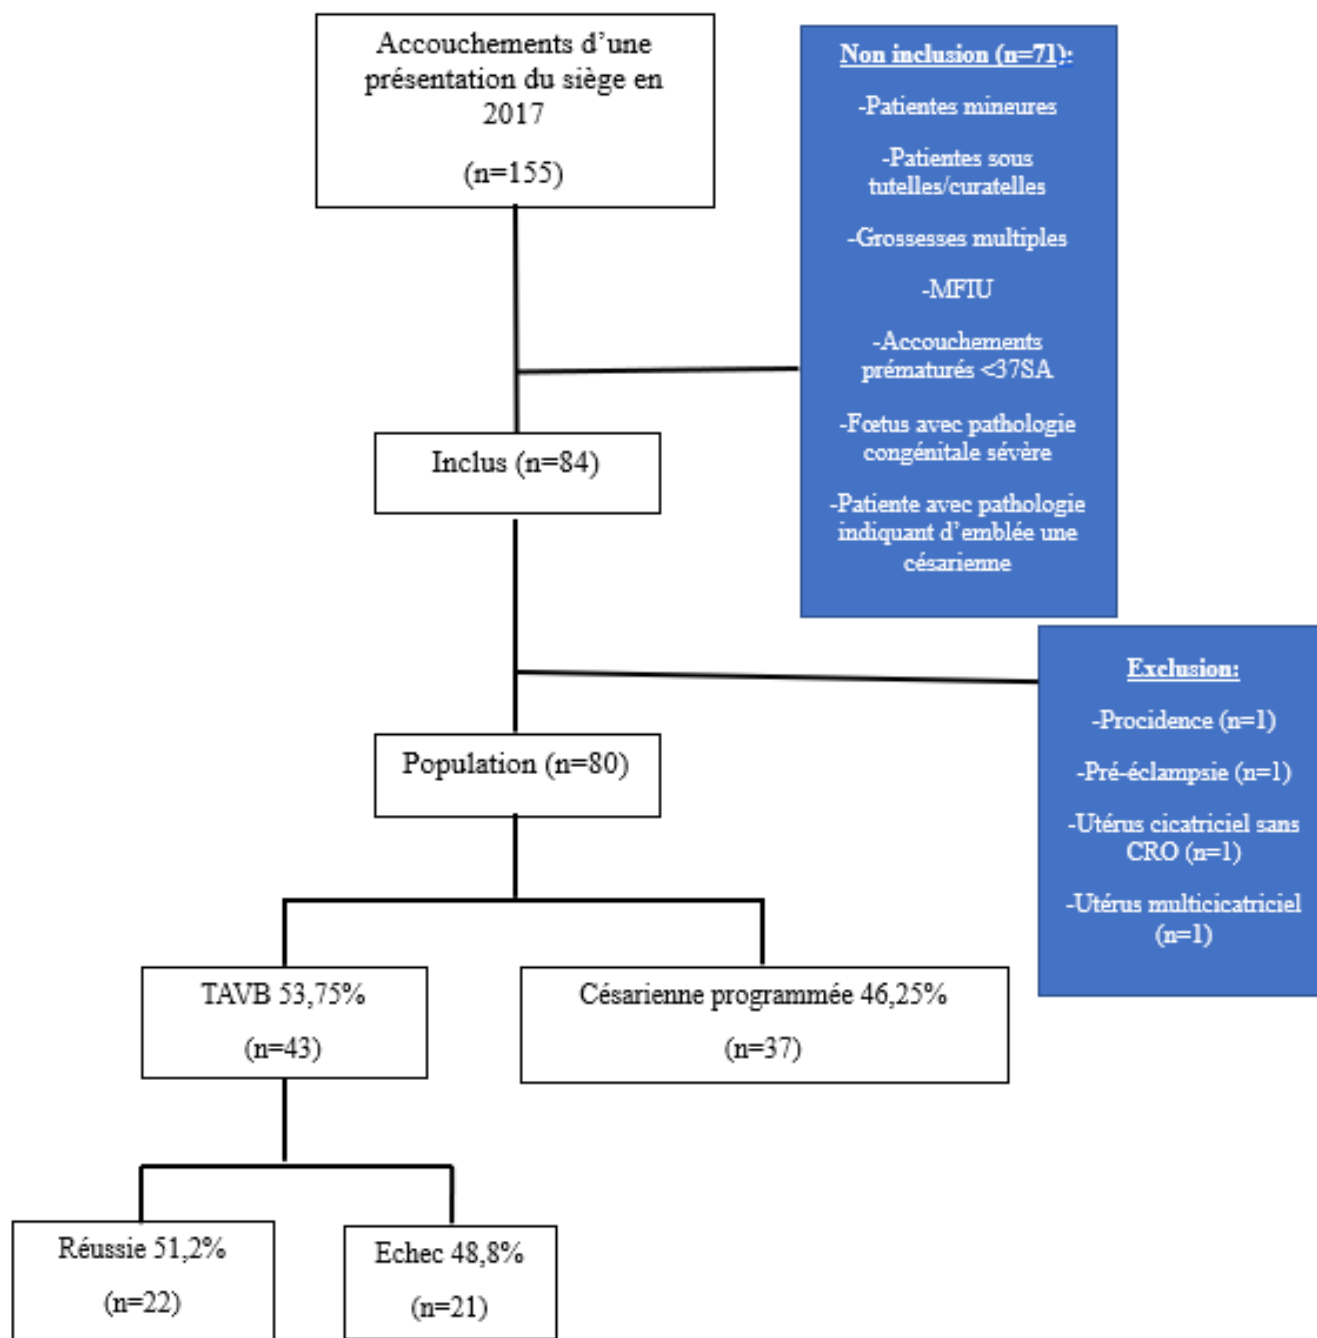 Accouchements d’une
présentation du siège en
2017
(n=155)
Non inclusion (n=71):
-Patientes mineures
-Patientes sous
tutelles/curatelles
-Grossesses multiples
-MFIU
-Accouchements
prématurés <37SA
-Fœtus avec pathologie
congénitale sévère
-Patiente avec pathologie
indiquant d’emblée une
césarienne
Inclus (n=84)
Exclusion:
-Procidence (n=1)
-Pré-éclampsie (n=1)
-Utérus cicatriciel sans
CRO (n=1)
-Utérus multicicatriciel
(n=1)
Population (n=80)
TAVB 53,75%
(n=43)
Césarienne programmée 46,25%
(n=37)
Réussie 51,2%
(n=22)
Echec 48,8%
(n=21)